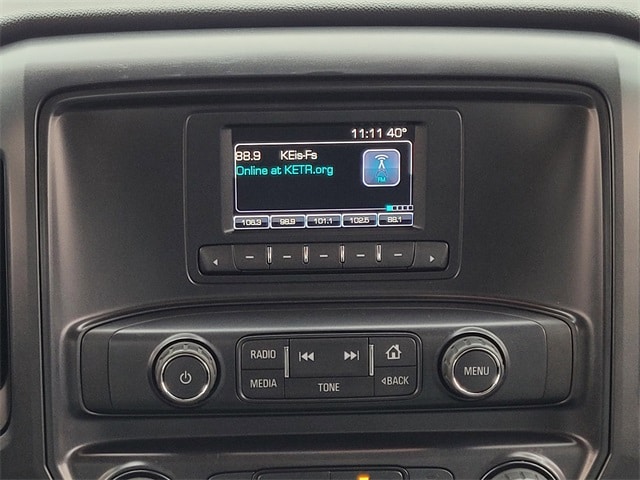 11:11 40°
88.9 KEis-Fs
Online at KETR.org
FM
106.3 98.9 101.1 102.5 88.1
RADIO
MEDIA
TONE
BACK
MENU